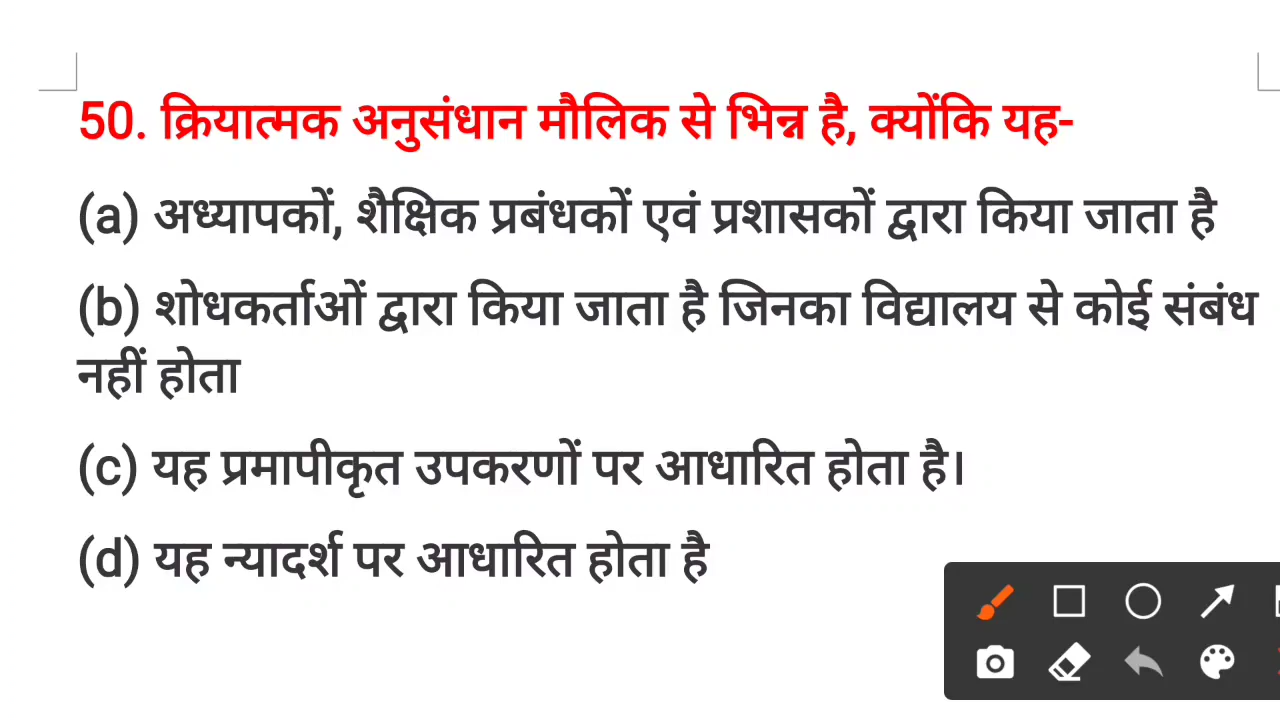 50. क्रियात्मक अनुसंधान मौलिक से भिन्न है, क्योंकि यह-
(a) अध्यापकों, शैक्षिक प्रबंधकों एवं प्रशासकों द्वारा किया जाता है
(b) शोधकर्ताओं द्वारा किया जाता है जिनका विद्यालय से कोई संबंध
नहीं होता
(c) यह प्रमापीकृत उपकरणों पर आधारित होता है।
(d) यह न्यादर्श पर आधारित होता है